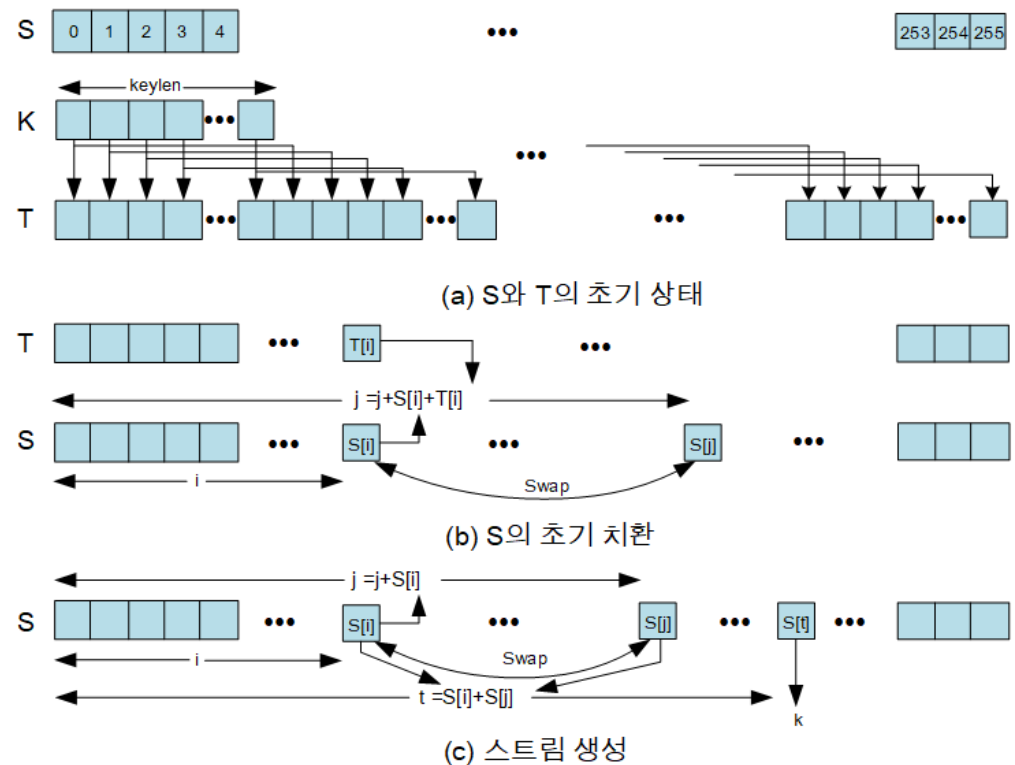 S 0 1 2 3 4 ••• 253 254 255
keylen
K •••
•••
T ••• ••• ••• •••
(a) S와 T의 초기 상태
T ••• T[i] •••
j =j+S[i]+T[i]
S ••• S[i] ••• S[j] •••
i
Swap
(b) S의 초기 치환
j =j+S[i]
S ••• S[i] ••• S[j] ••• S[t] •••
i
Swap
t =S[i]+S[j]
k
(c) 스트림 생성